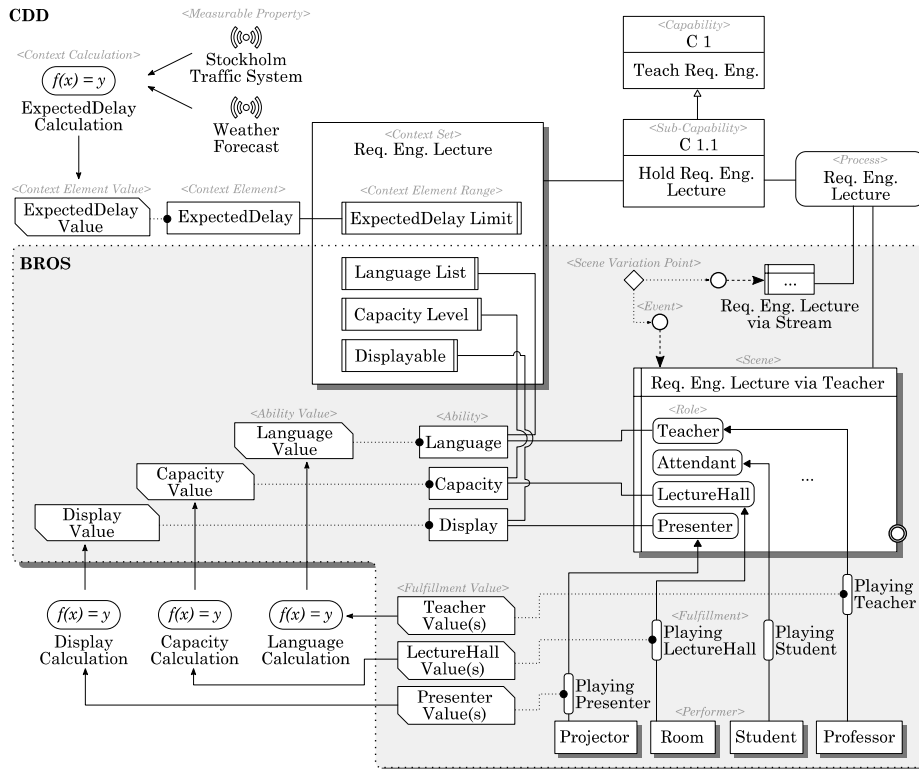 CDD
<Measurable Property>
Stockholm
Traffic System
Weather
Forecast
<Context Calculation>
f(x) = y
ExpectedDelay
Calculation
<Context Element Value>
ExpectedDelay
Value
<Context Element>
ExpectedDelay
<Context Set>
Req. Eng. Lecture
<Context Element Range>
ExpectedDelay Limit
Language List
Capacity Level
Displayable
<Capability>
C 1
Teach Req. Eng.
<Sub-Capability>
C 1.1
Hold Req. Eng.
Lecture
<Process>
Req. Eng.
Lecture
BROS
<Scene Variation Point>
<Event>
...
Req. Eng. Lecture
via Stream
<Scene>
Req. Eng. Lecture via Teacher
<Role>
Teacher
Attendant
LectureHall
Presenter
...
<Ability Value>
Language
Value
Capacity
Value
Display
Value
<Ability>
Language
Capacity
Display
f(x) = y
Display
Calculation
f(x) = y
Capacity
Calculation
f(x) = y
Language
Calculation
<Fulfillment Value>
Teacher
Value(s)
LectureHall
Value(s)
Presenter
Value(s)
<Fulfillment>
Playing
Teacher
Playing
LectureHall
Playing
Student
Playing
Presenter
<Performer>
Projector
Room
Student
Professor